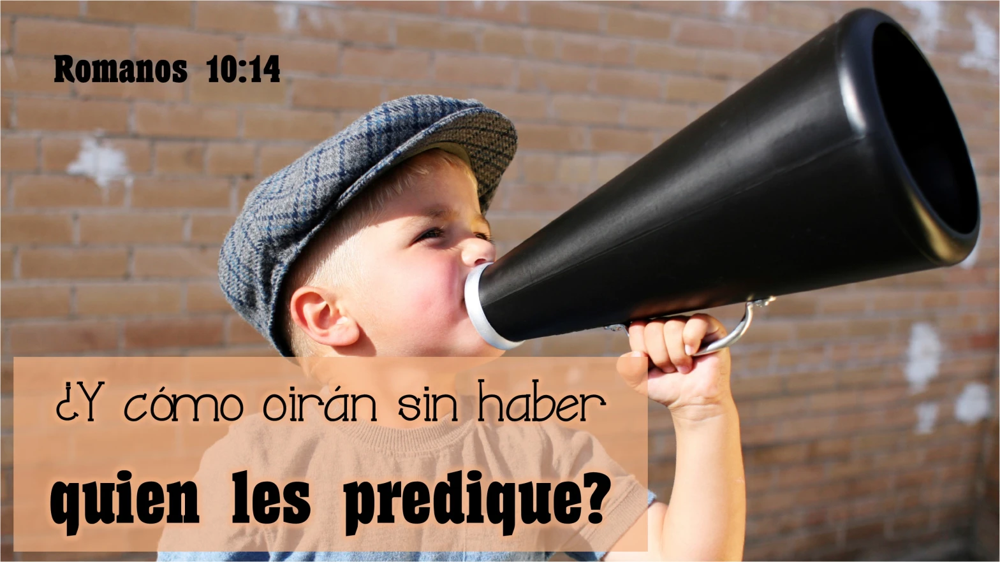 Romanos 10:14
¿Y cómo oirán sin haber
quien les predique?